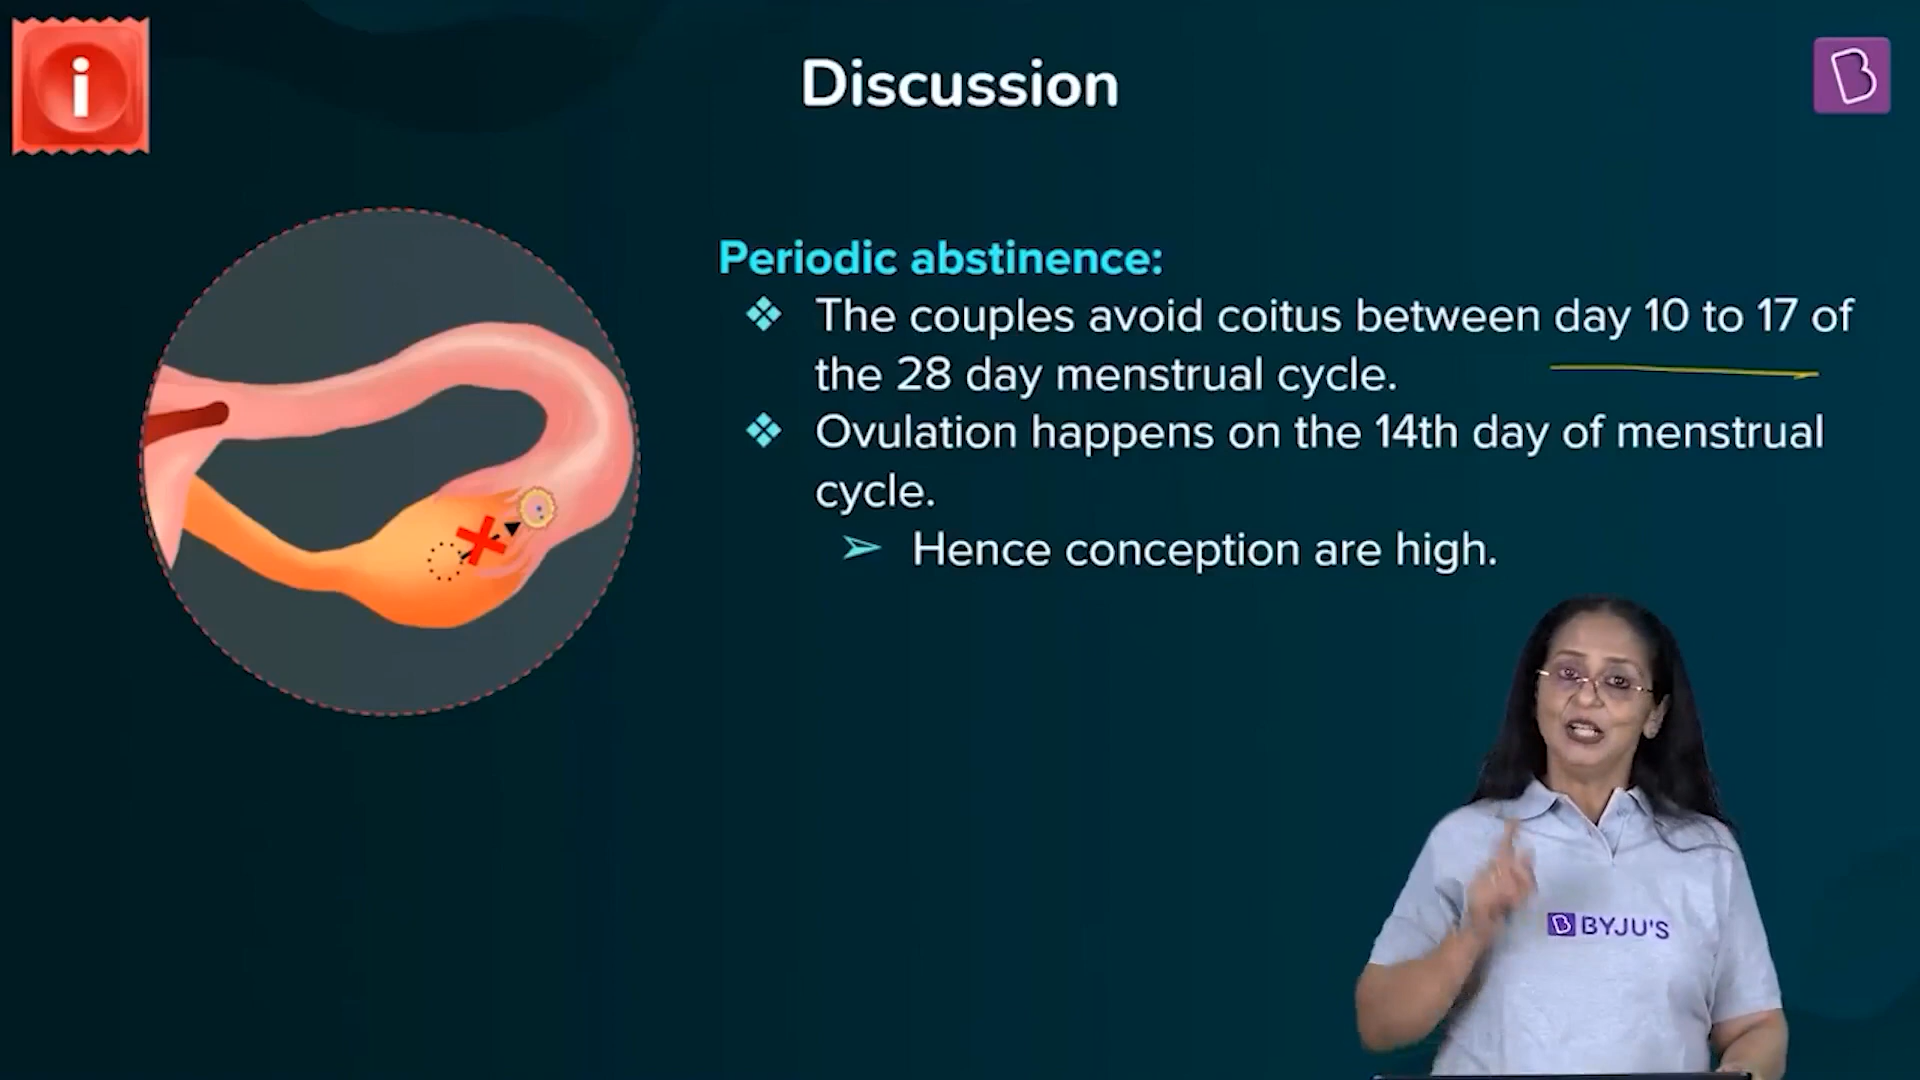 i
Discussion
B
Periodic abstinence:
❖ The couples avoid coitus between day 10 to 17 of
the 28 day menstrual cycle.
❖ Ovulation happens on the 14th day of menstrual
cycle.
➢ Hence conception are high.
B BYJU'S